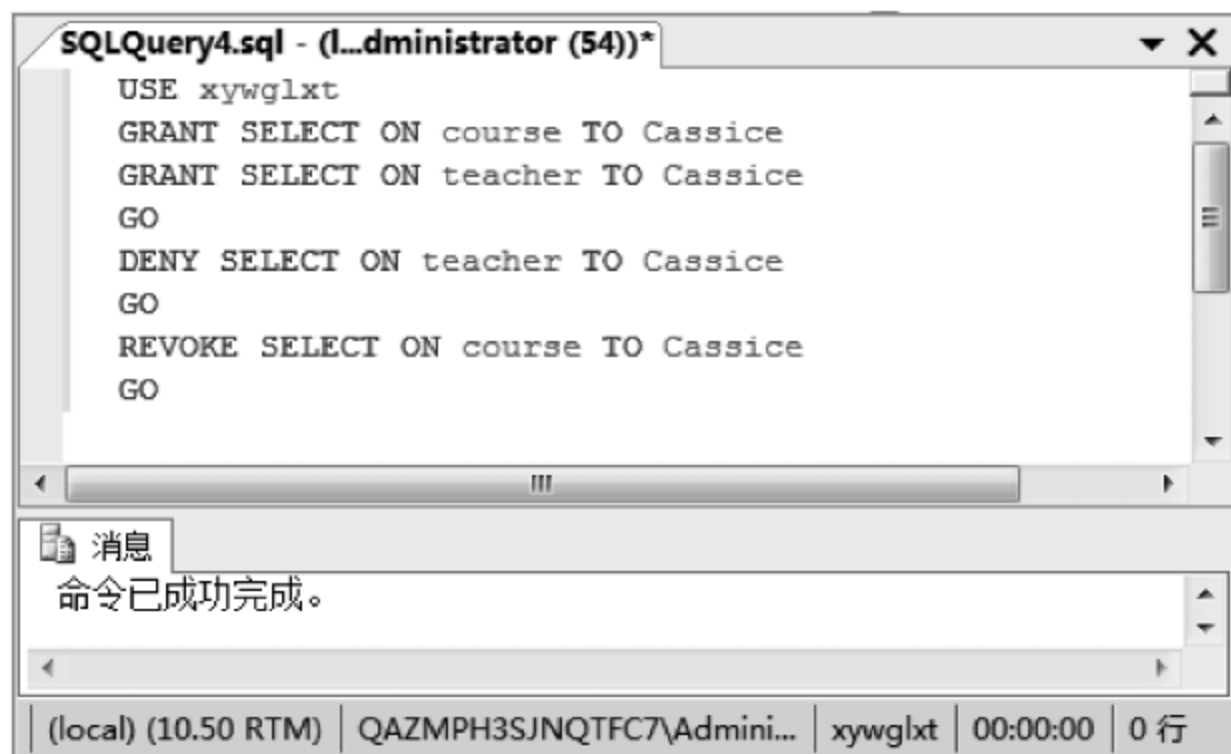 SQLQuery4.sql - (l...dministrator (54))*
USE xywglxt
GRANT SELECT ON course TO Cassice
GRANT SELECT ON teacher TO Cassice
GO
DENY SELECT ON teacher TO Cassice
GO
REVOKE SELECT ON course TO Cassice
GO
消息
命令已成功完成。
(local) (10.50 RTM) QAZMPH3SJNQTFC7\Admini... xywglxt 00:00:00 0 行